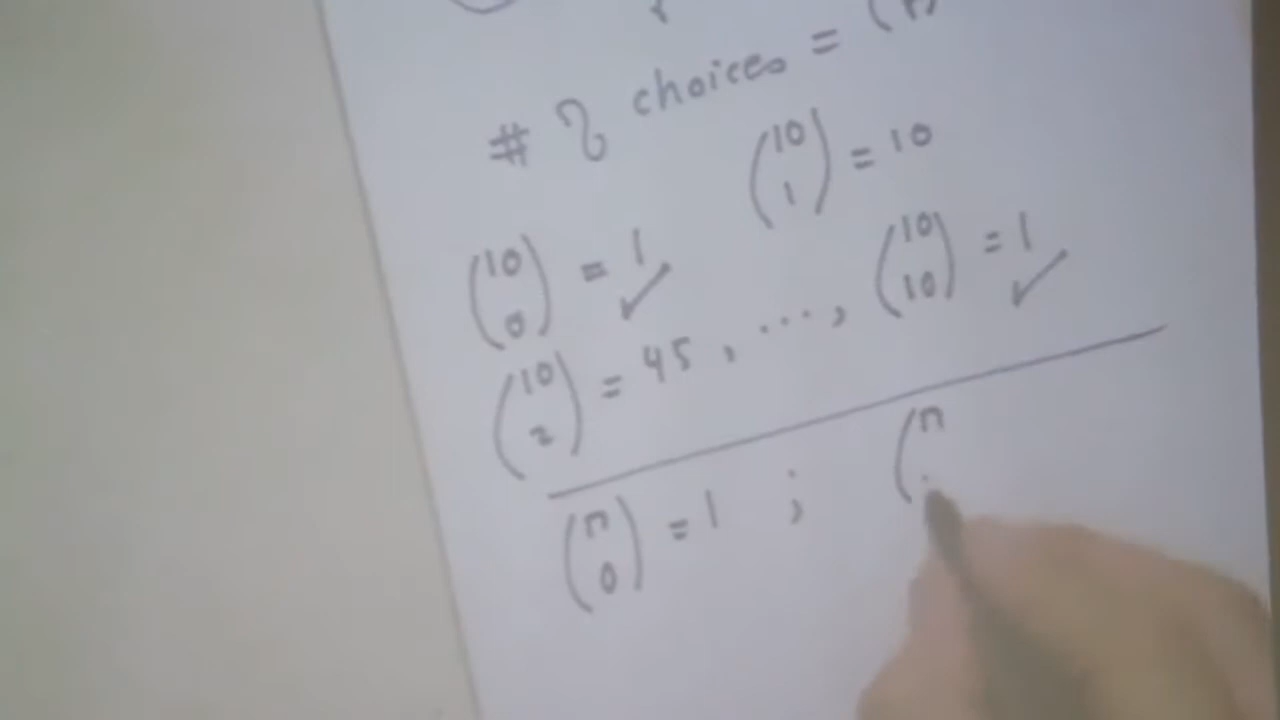 # of choices = (n
(10 0) = 1 ✓ (10 1) = 10
(10 2) = 45 , ... , (10 10) = 1 ✓
(n 0) = 1 ; (n